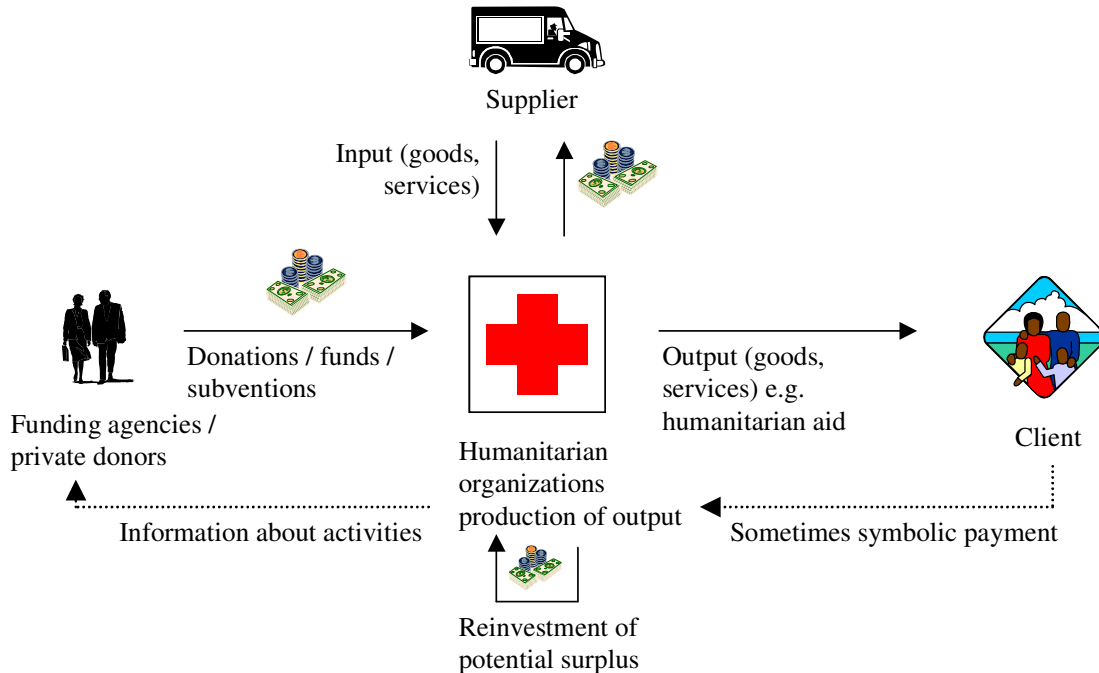 Supplier
Input (goods,
services)
Donations / funds /
subventions
Output (goods,
services) e.g.
humanitarian aid
Funding agencies /
private donors
Humanitarian
organizations
production of output
Client
Information about activities
Sometimes symbolic payment
Reinvestment of
potential surplus